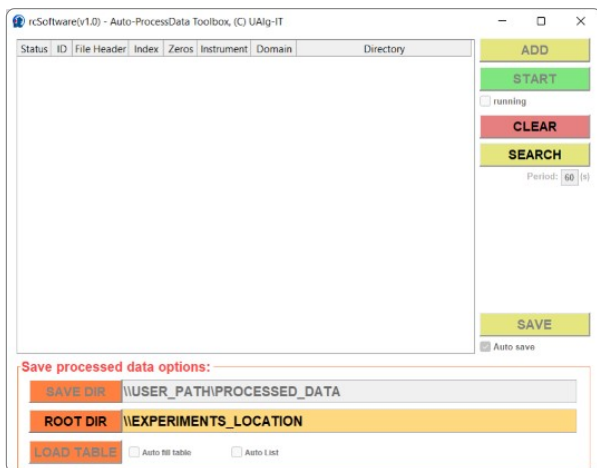 rcSoftware(v1.0) - Auto-ProcessData Toolbox, (C) UAlg-IT
Status ID File Header Index Zeros Instrument Domain Directory
ADD
START
running
CLEAR
SEARCH
Period: 60 (s)
SAVE
Auto save
Save processed data options:
SAVE DIR \\USER_PATH\PROCESSED_DATA
ROOT DIR \\EXPERIMENTS_LOCATION
LOAD TABLE Auto fill table Auto List